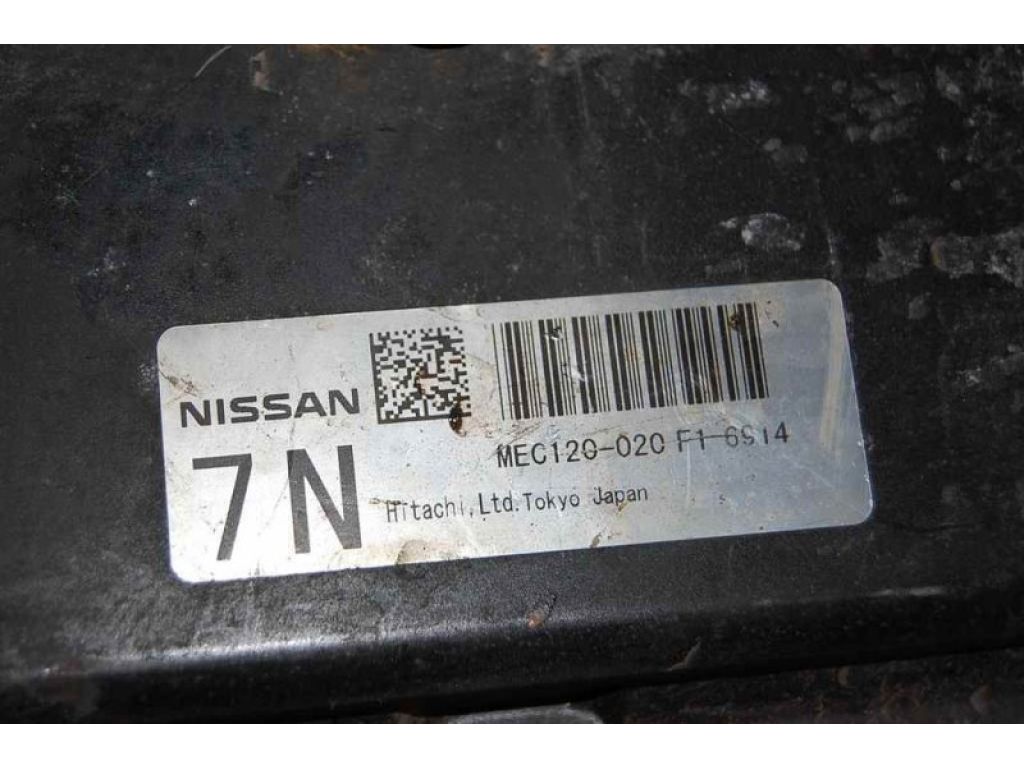 NISSAN
7N
MEC120-020 F1 6914
Hitachi,Ltd.Tokyo Japan